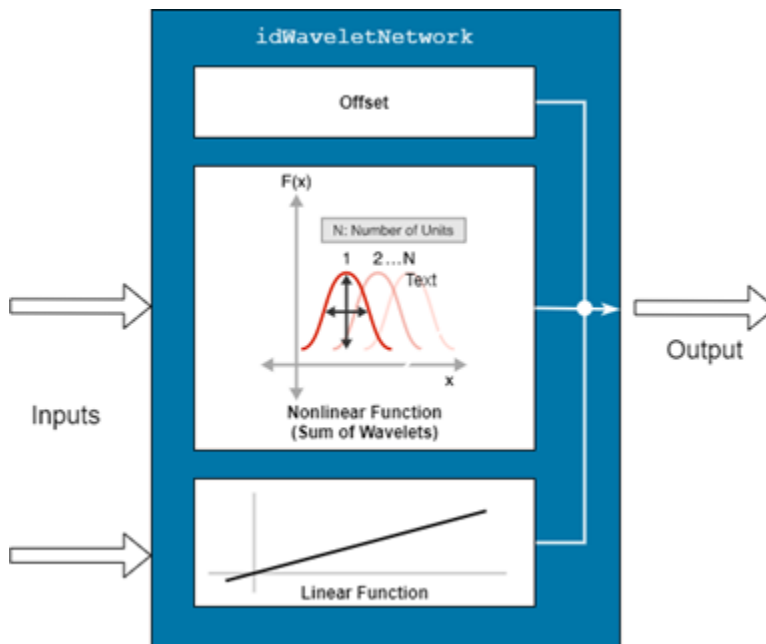 idWaveletNetwork
Offset
F(x)
N: Number of Units
1 2 ...N
Text
x
Nonlinear Function
(Sum of Wavelets)
Inputs
Output
Linear Function